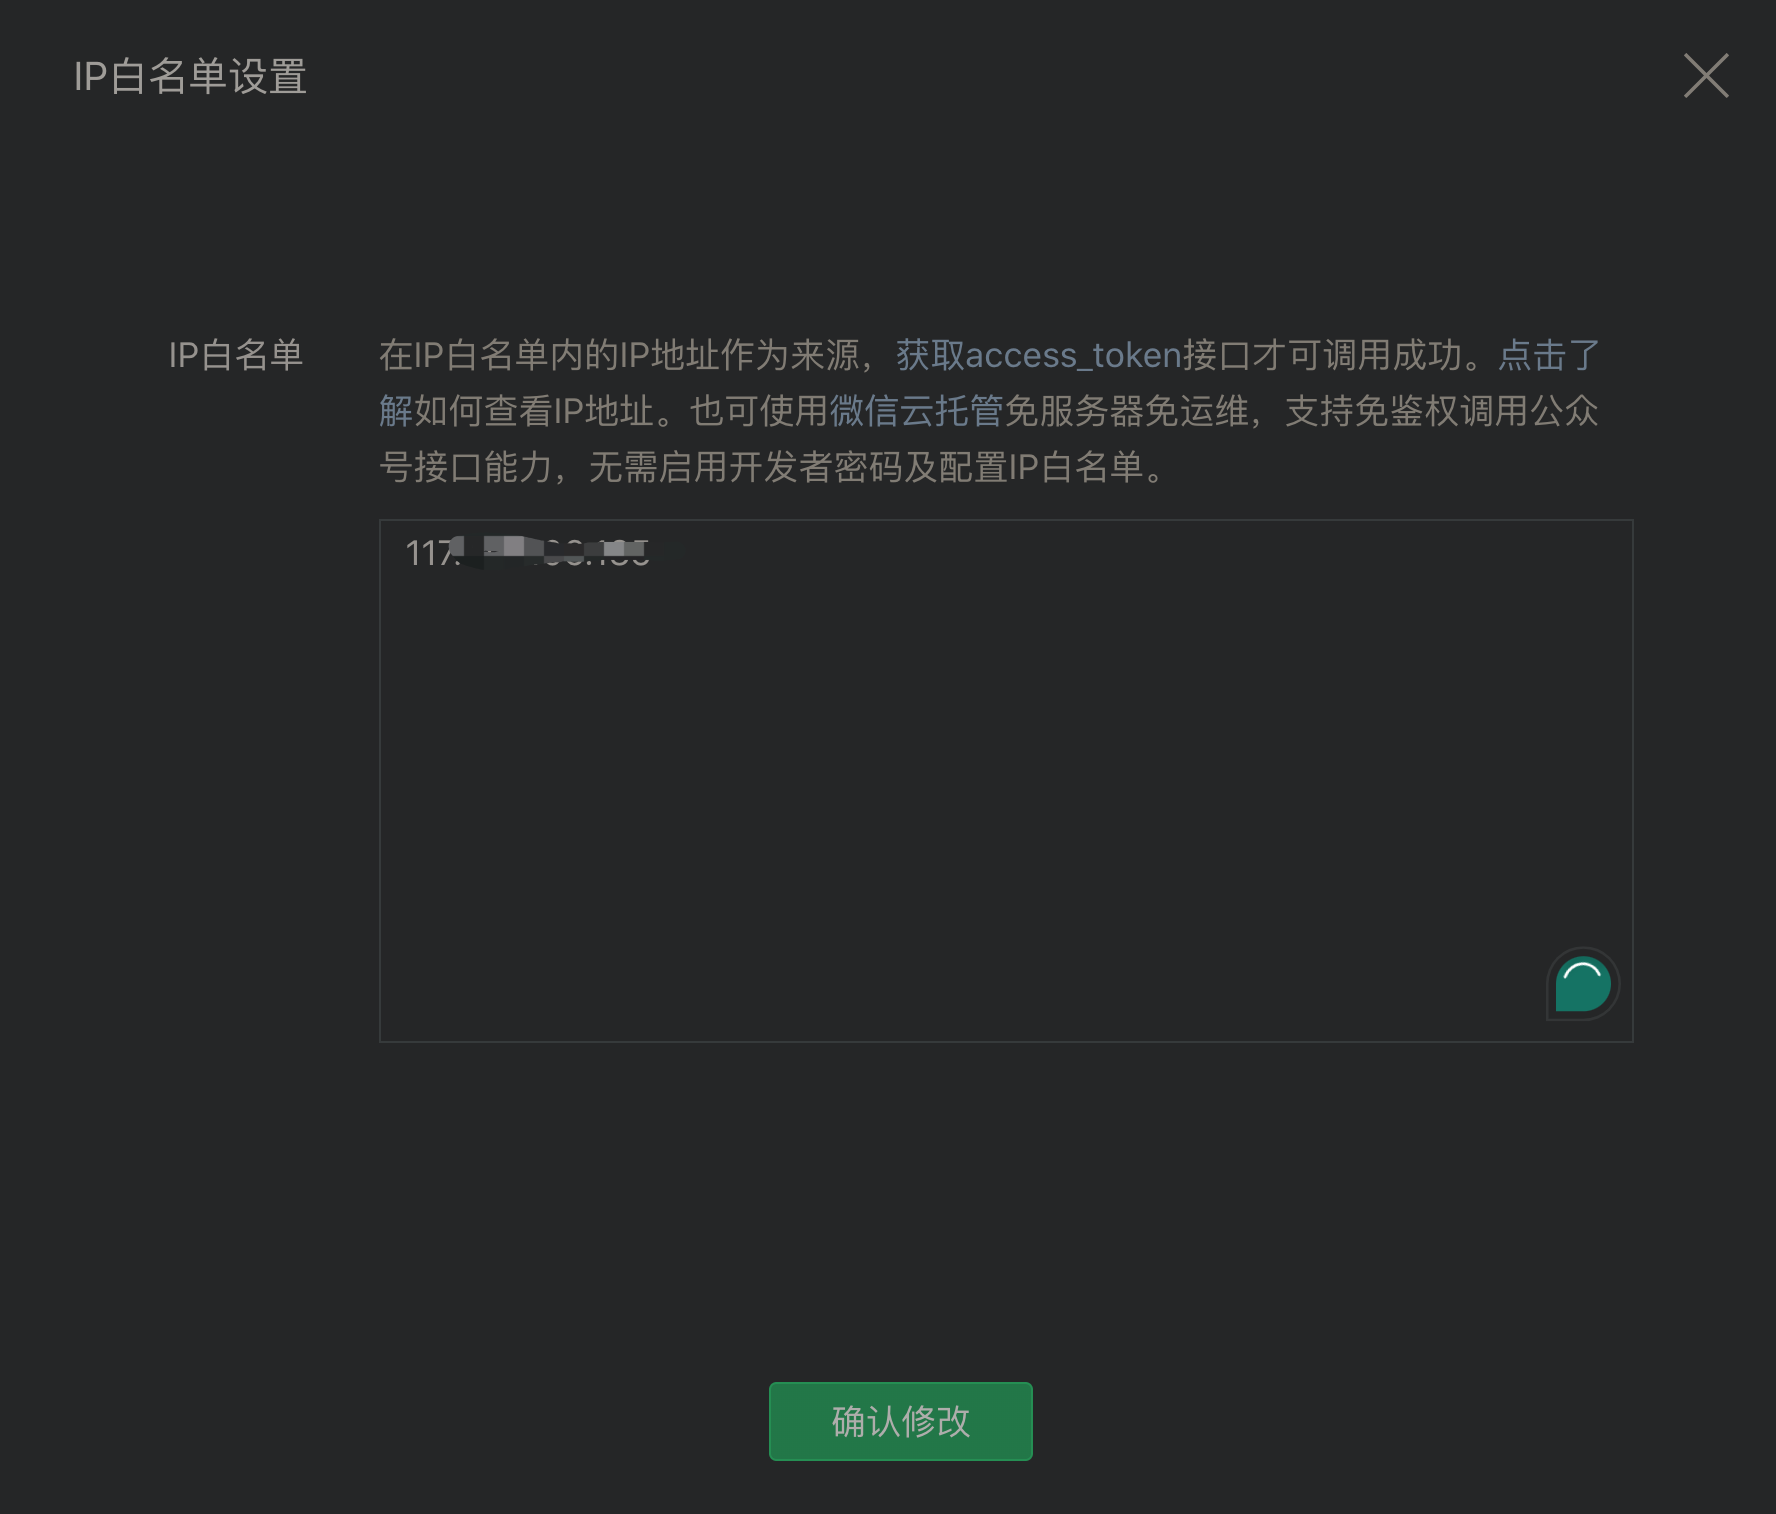 IP白名单设置
IP白名单
在IP白名单内的IP地址作为来源，获取access_token接口才可调用成功。点击了
解如何查看IP地址。也可使用微信云托管免服务器免运维，支持免鉴权调用公众
号接口能力，无需启用开发者密码及配置IP白名单。
117.
确认修改